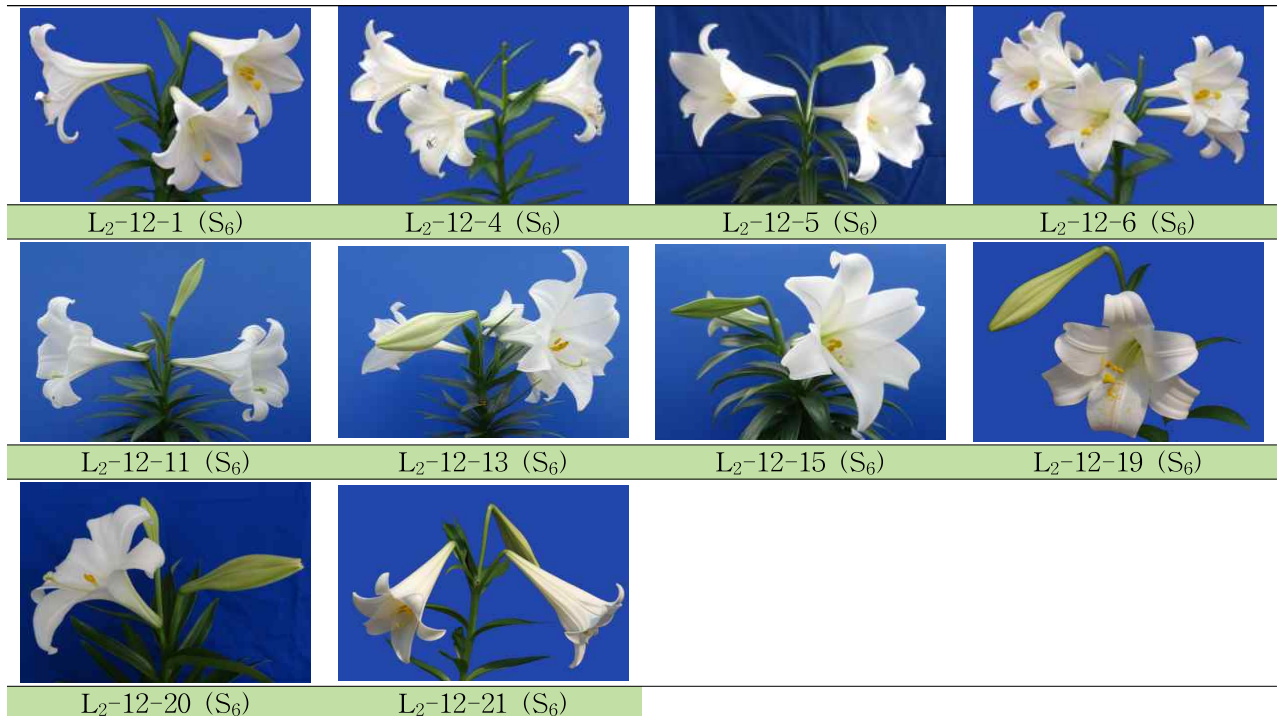 L₂-12-1 (S₆) L₂-12-4 (S₆) L₂-12-5 (S₆) L₂-12-6 (S₆)
L₂-12-11 (S₆) L₂-12-13 (S₆) L₂-12-15 (S₆) L₂-12-19 (S₆)
L₂-12-20 (S₆) L₂-12-21 (S₆)